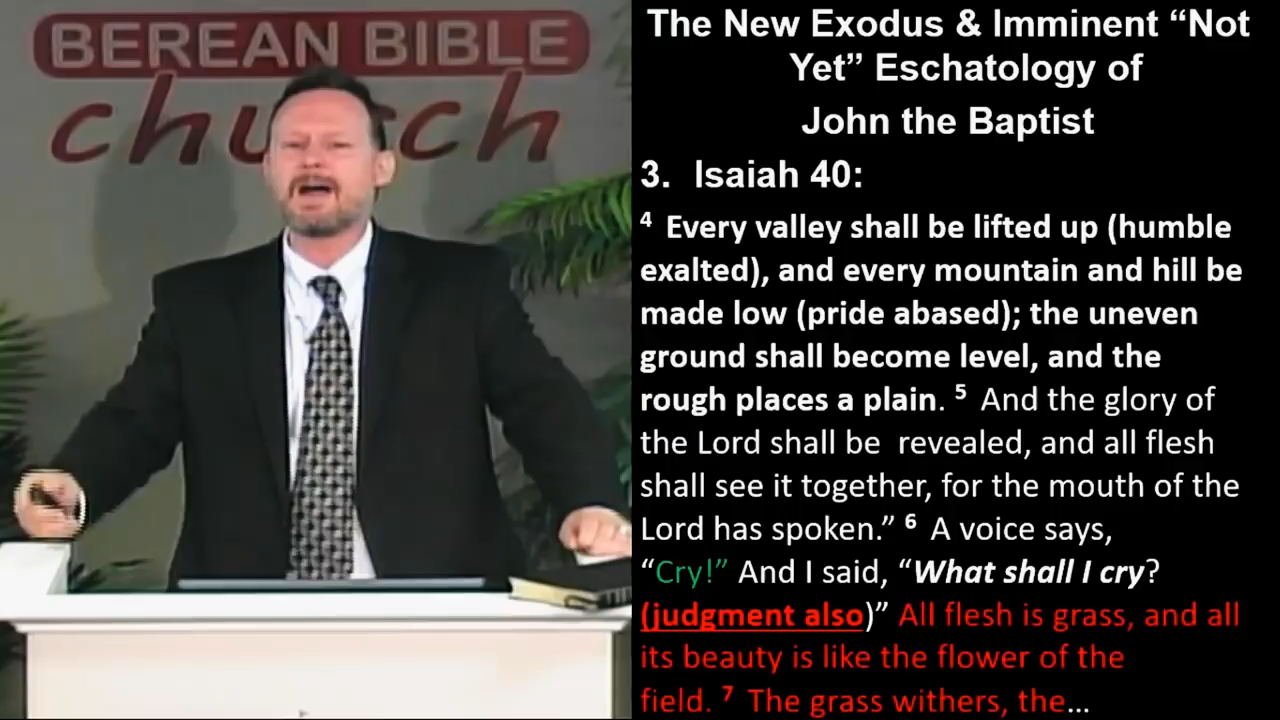 BEREAN BIBLE
church
The New Exodus & Imminent “Not
Yet” Eschatology of
John the Baptist
3. Isaiah 40:
4 Every valley shall be lifted up (humble
exalted), and every mountain and hill be
made low (pride abased); the uneven
ground shall become level, and the
rough places a plain. 5 And the glory of
the Lord shall be revealed, and all flesh
shall see it together, for the mouth of the
Lord has spoken.” 6 A voice says,
“Cry!” And I said, “What shall I cry?
(judgment also)” All flesh is grass, and all
its beauty is like the flower of the
field. 7 The grass withers, the…